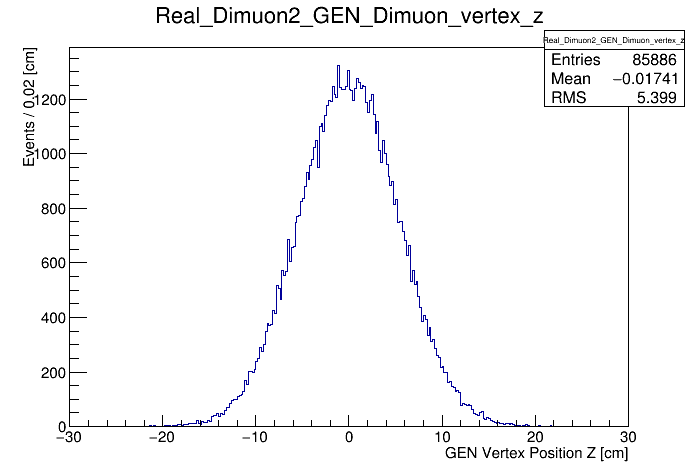 Real_Dimuon2_GEN_Dimuon_vertex_z
Real_Dimuon2_GEN_Dimuon_vertex_z
Entries 85886
Mean −0.01741
RMS 5.399
Events / 0.02 [cm]
1200
1000
800
600
400
200
0
−30 −20 −10 0 10 20 30
GEN Vertex Position Z [cm]